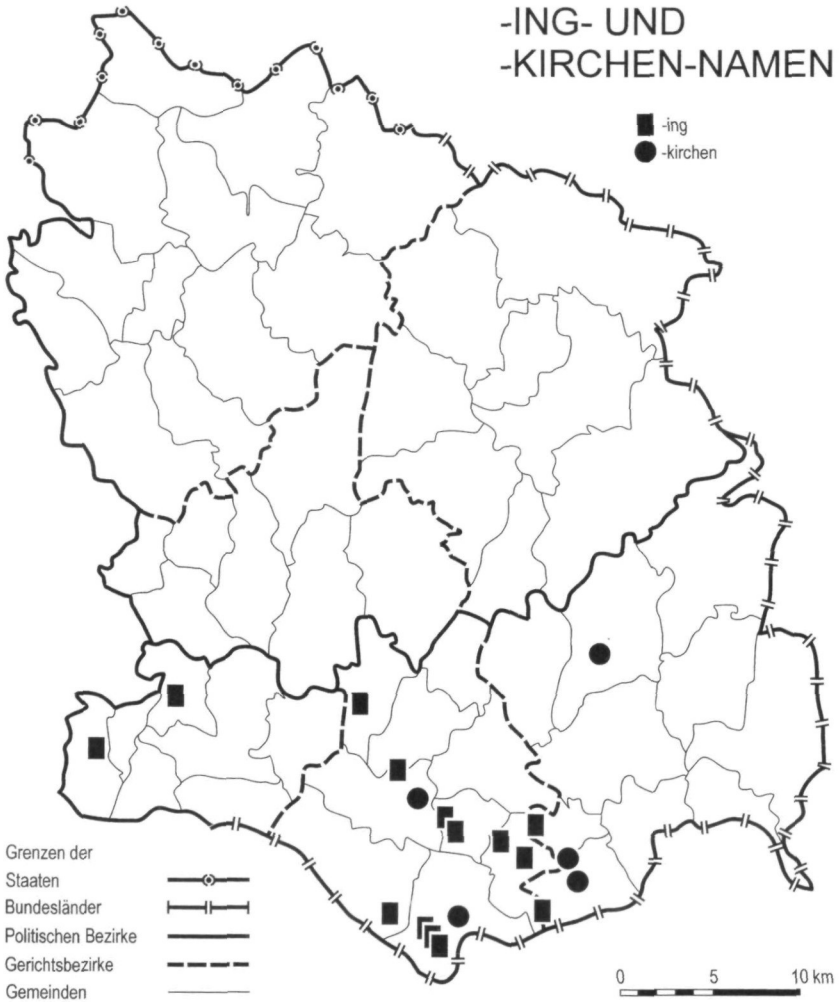 -ING- UND
-KIRCHEN-NAMEN
-ing
-kirchen
Grenzen der
Staaten
Bundesländer
Politischen Bezirke
Gerichtsbezirke
Gemeinden
0 5 10 km